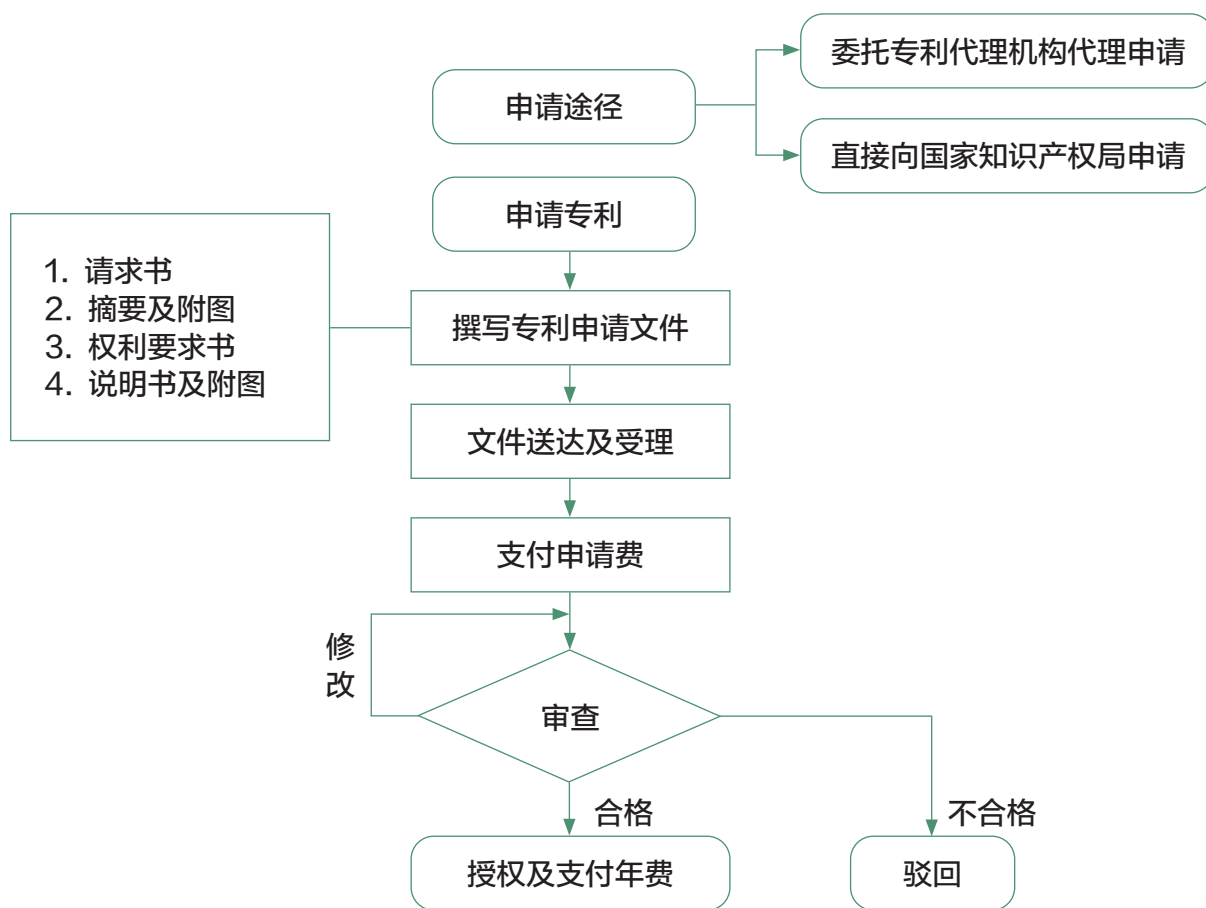 委托专利代理机构代理申请
申请途径
直接向国家知识产权局申请
申请专利
1. 请求书
2. 摘要及附图
3. 权利要求书
4. 说明书及附图
撰写专利申请文件
文件送达及受理
支付申请费
修
改
审查
合格
不合格
授权及支付年费
驳回